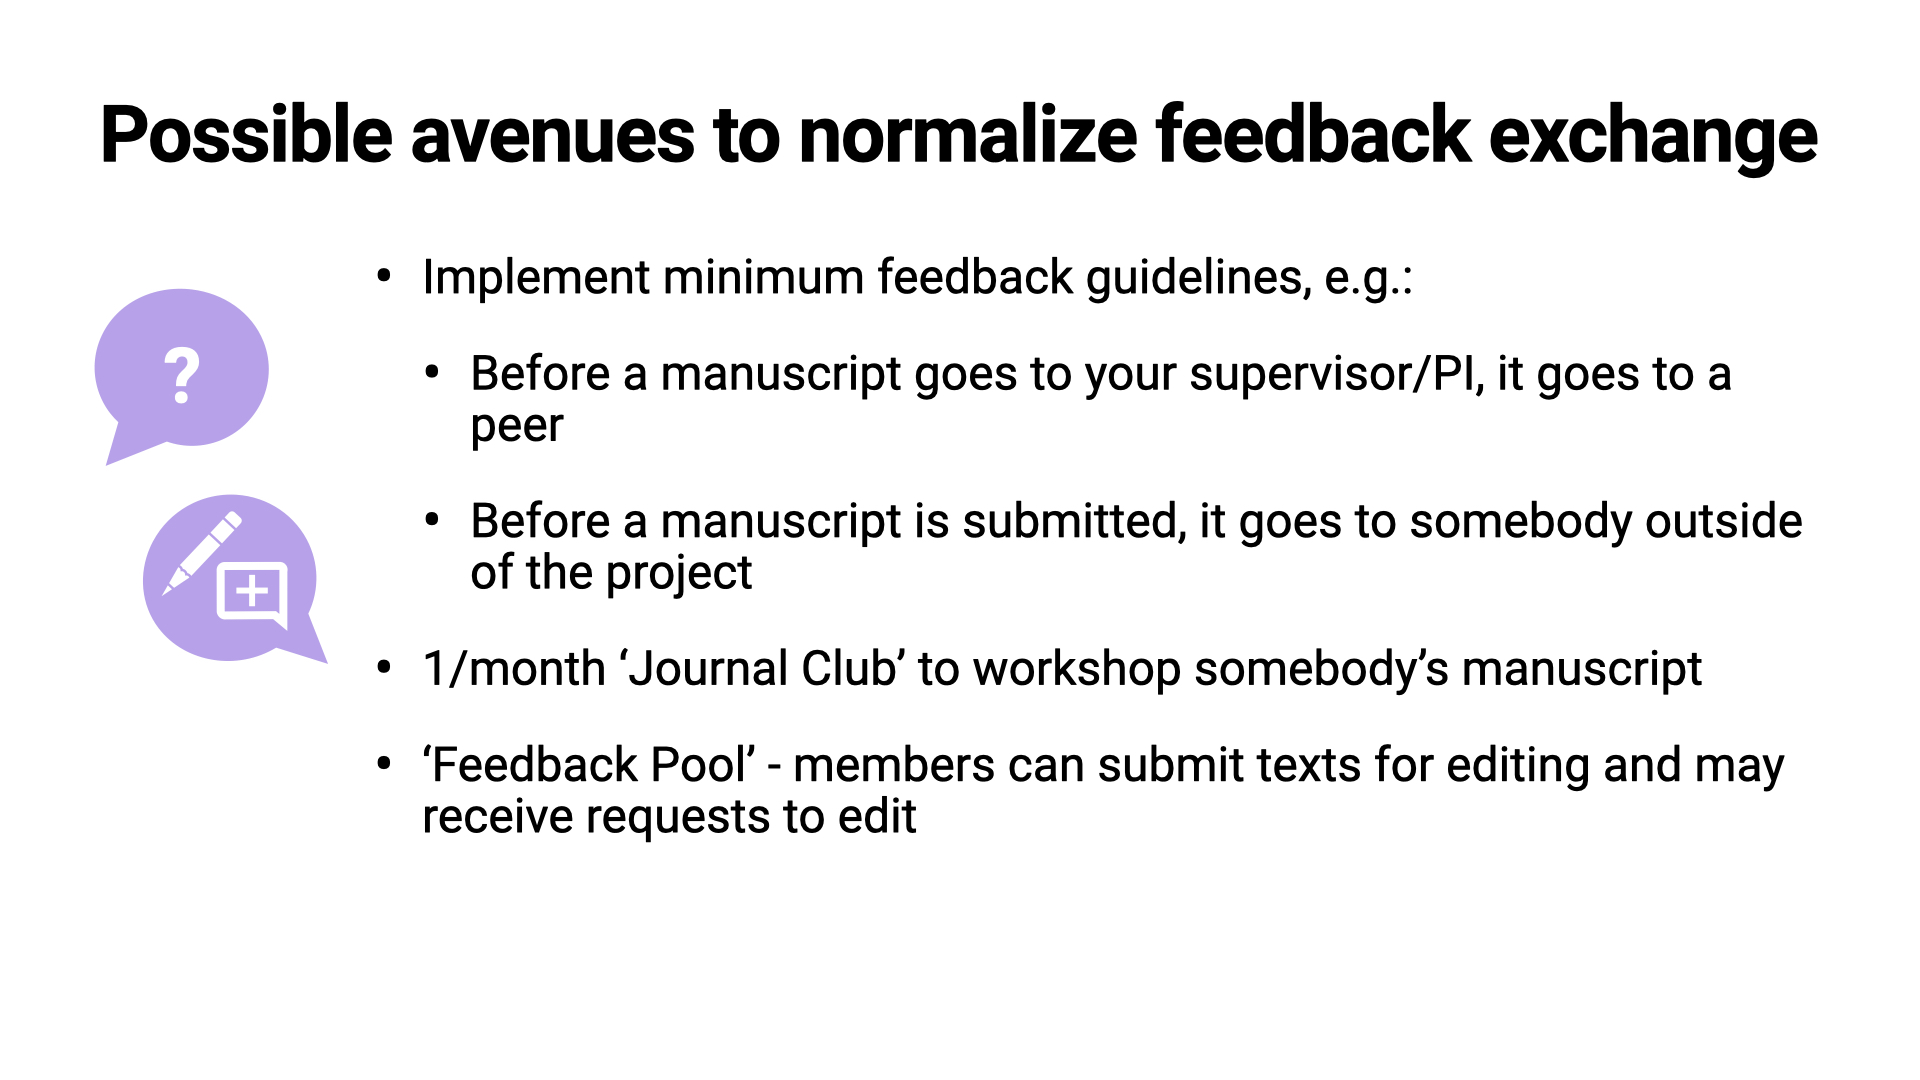 Possible avenues to normalize feedback exchange
• Implement minimum feedback guidelines, e.g.:
?
• Before a manuscript goes to your supervisor/PI, it goes to a
peer
• Before a manuscript is submitted, it goes to somebody outside
of the project
• 1/month ‘Journal Club’ to workshop somebody’s manuscript
• ‘Feedback Pool’ - members can submit texts for editing and may
receive requests to edit